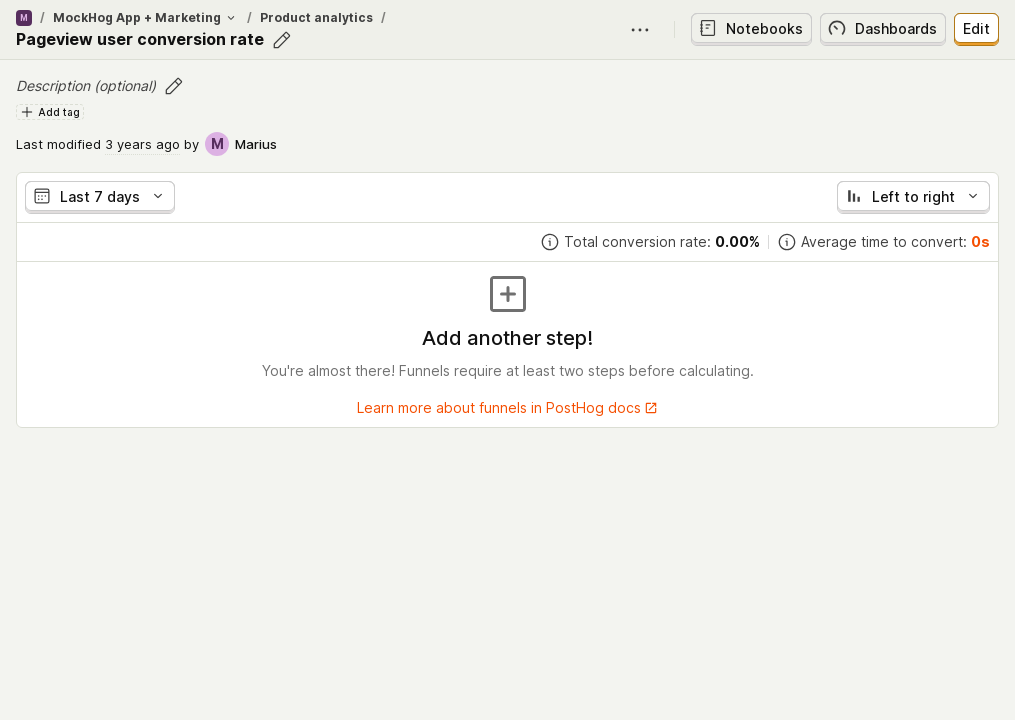 M / MockHog App + Marketing / Product analytics /
Pageview user conversion rate
Notebooks
Dashboards
Edit
Description (optional)
Add tag
Last modified 3 years ago by M Marius
Last 7 days
Left to right
Total conversion rate: 0.00%
Average time to convert: 0s
Add another step!
You're almost there! Funnels require at least two steps before calculating.
Learn more about funnels in PostHog docs